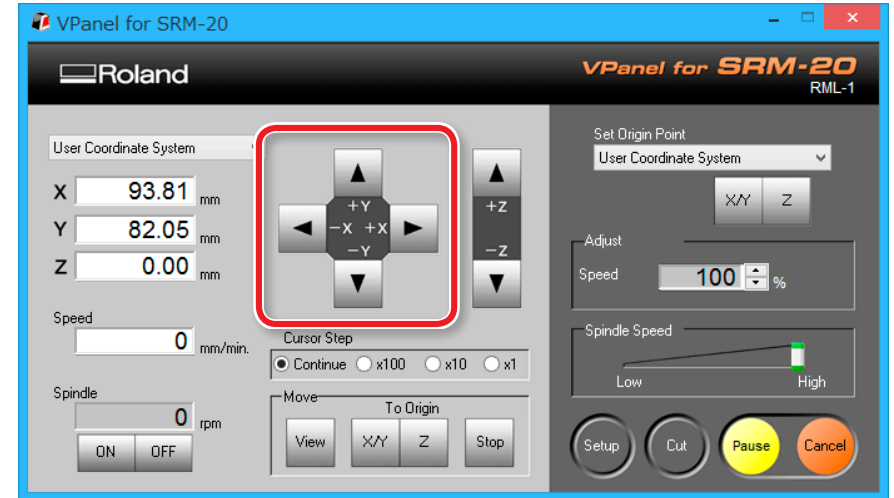 VPanel for SRM-20
Roland
VPanel for SRM-20
RML-1
User Coordinate System
X 93.81 mm
Y 82.05 mm
Z 0.00 mm
Speed
0 mm/min.
Spindle
0 rpm
ON OFF
+Y
-X +X
-Y
+Z
-Z
Cursor Step
Continue x100 x10 x1
Move
To Origin
View X/Y Z Stop
Set Origin Point
User Coordinate System
X/Y Z
Adjust
Speed 100 %
Spindle Speed
Low High
Setup Cut Pause Cancel